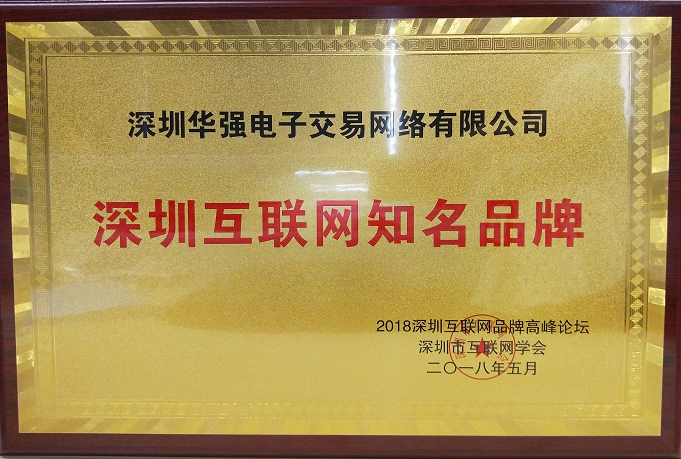 深圳华强电子交易网络有限公司
深圳互联网知名品牌
2018深圳互联网品牌高峰论坛
深圳市互联网学会
二〇一八年五月